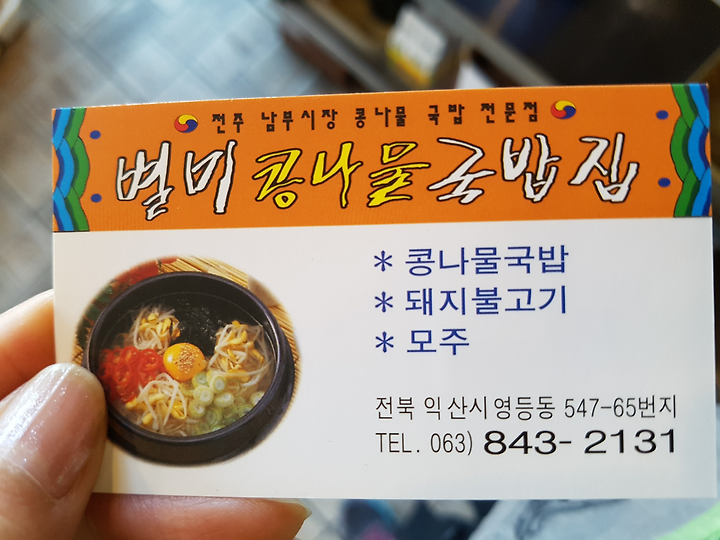 전주 남부시장 콩나물 국밥 전문점
별미 콩나물국밥집
* 콩나물국밥
* 돼지불고기
* 모주
전북 익산시영등동 547-65번지
TEL. 063) 843-2131